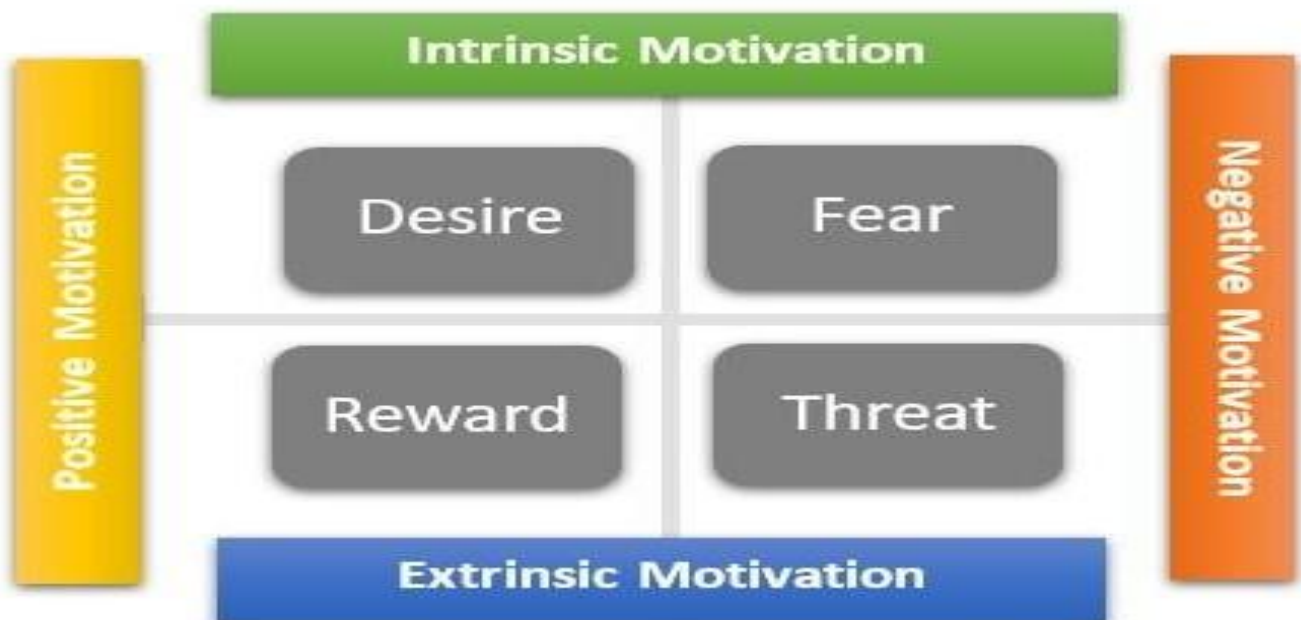 Intrinsic Motivation
Positive Motivation
Desire
Fear
Negative Motivation
Reward
Threat
Extrinsic Motivation